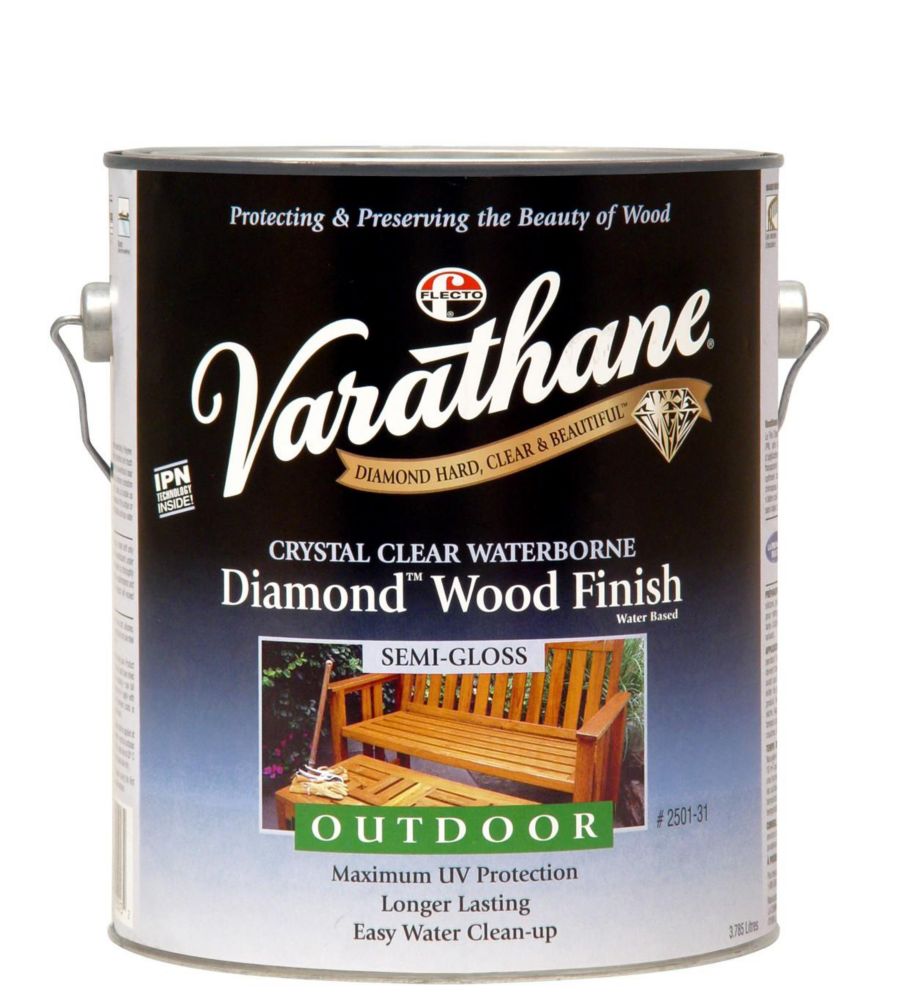 Protecting & Preserving the Beauty of Wood
FLECTO
®
Varathane®
DIAMOND HARD, CLEAR & BEAUTIFUL™
IPN
TECHNOLOGY
INSIDE!
CRYSTAL CLEAR WATERBORNE
Diamond™ Wood Finish
Water Based
SEMI-GLOSS
OUTDOOR
# 2501-31
Maximum UV Protection
Longer Lasting
Easy Water Clean-up
3.785 Litres